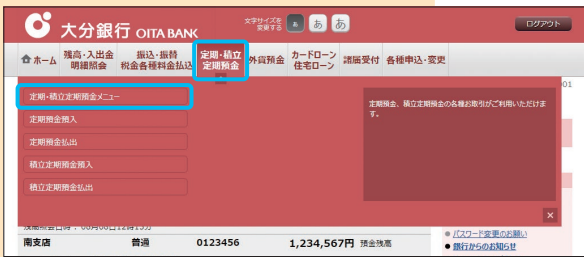 大分銀行 OITA BANK
文字サイズを
変更する
あ あ あ
ログアウト
ホーム
残高・入出金
明細照会
振込・振替
税金各種料金払込
定期・積立
定期預金
外貨預金
カードローン
住宅ローン
諸届受付
各種申込・変更
定期・積立定期預金メニュー
定期預金預入
定期預金払出
積立定期預金預入
積立定期預金払出
定期預金、積立定期預金の各種お取引がご利用いただけま
す。
001
×
パスワード変更のお願い
銀行からのお知らせ
南支店 普通 0123456 1,234,567円 預金残高